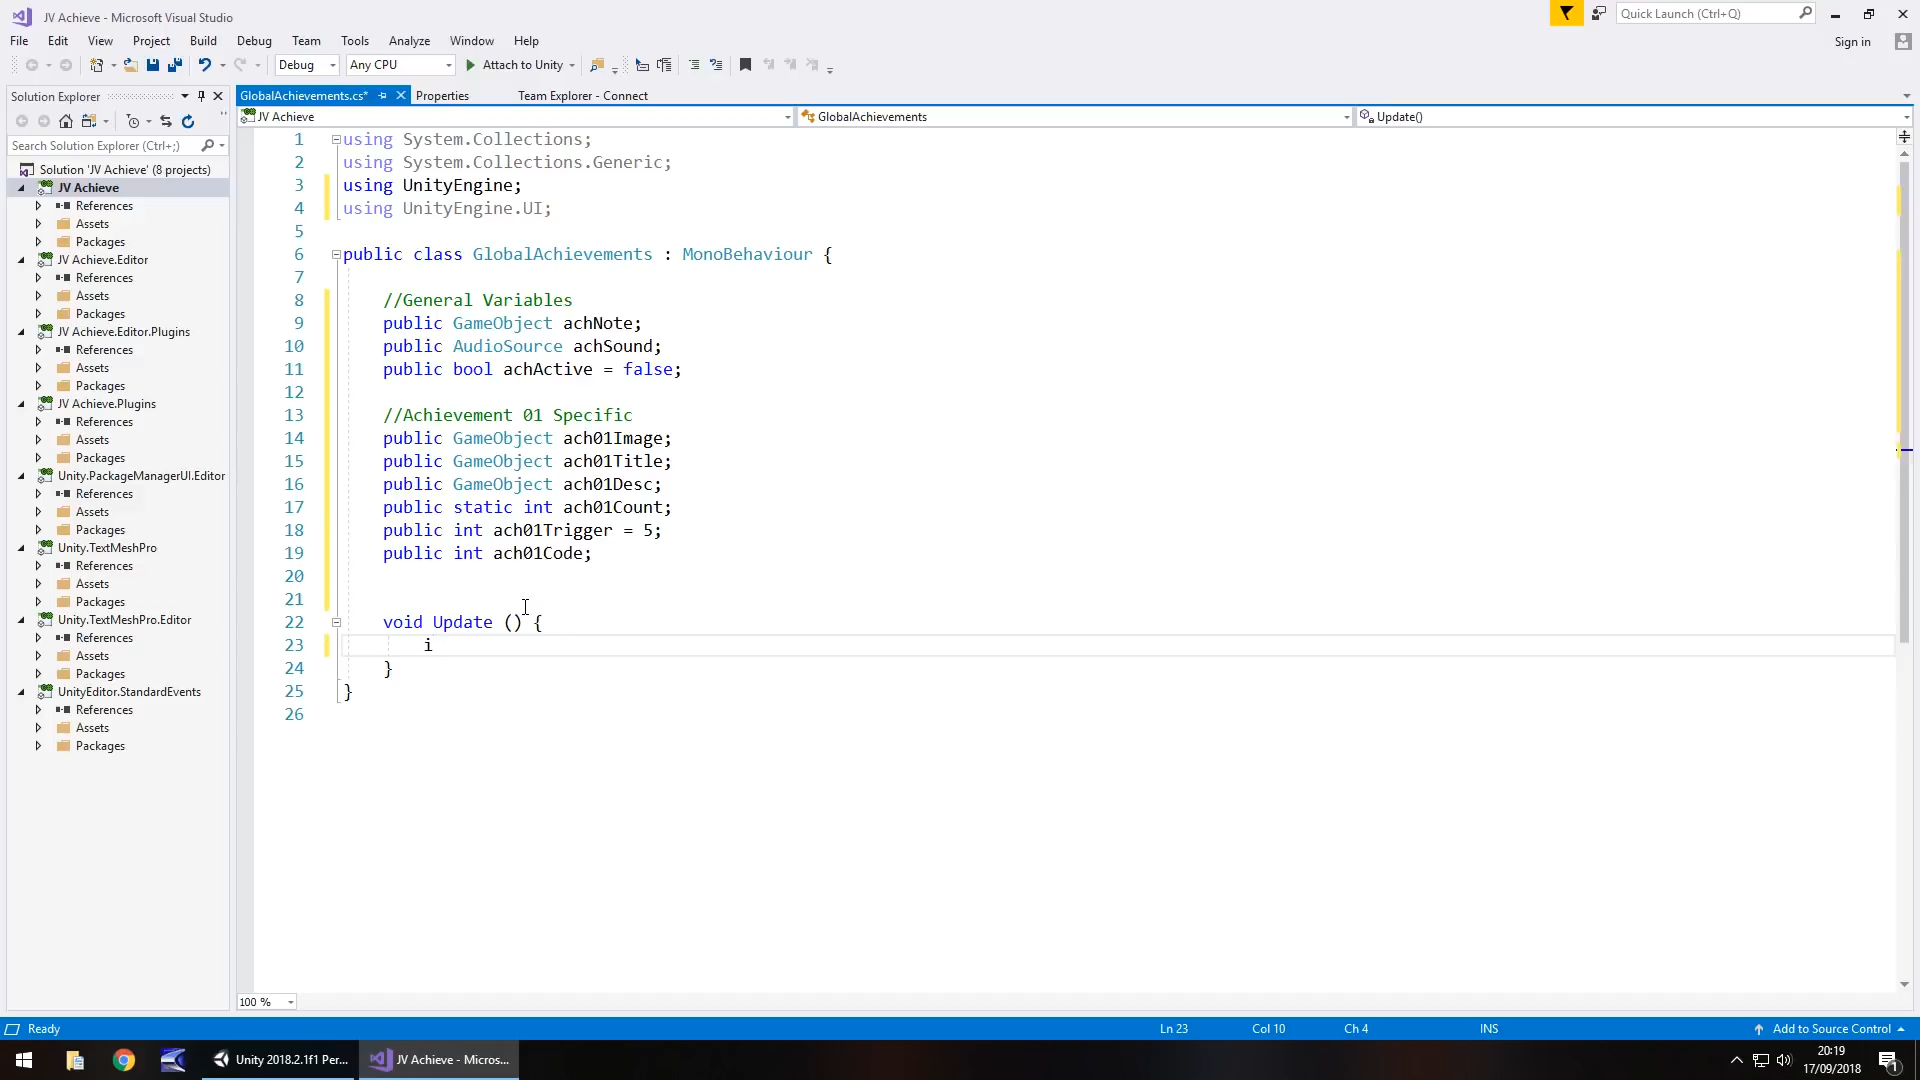 JV Achieve - Microsoft Visual Studio
Quick Launch (Ctrl+Q)
File Edit View Project Build Debug Team Tools Analyze Window Help
Sign in
Debug Any CPU Attach to Unity
Solution Explorer
GlobalAchievements.cs* Properties Team Explorer - Connect
JV Achieve GlobalAchievements Update()
Search Solution Explorer (Ctrl+;)
Solution 'JV Achieve' (8 projects)
JV Achieve
References
Assets
Packages
JV Achieve.Editor
References
Assets
Packages
JV Achieve.Editor.Plugins
References
Assets
Packages
JV Achieve.Plugins
References
Assets
Packages
Unity.PackageManagerUI.Editor
References
Assets
Packages
Unity.TextMeshPro
References
Assets
Packages
Unity.TextMeshPro.Editor
References
Assets
Packages
UnityEditor.StandardEvents
References
Assets
Packages
1 using System.Collections;
2 using System.Collections.Generic;
3 using UnityEngine;
4 using UnityEngine.UI;
5
6 public class GlobalAchievements : MonoBehaviour {
7
8 //General Variables
9 public GameObject achNote;
10 public AudioSource achSound;
11 public bool achActive = false;
12
13 //Achievement 01 Specific
14 public GameObject ach01Image;
15 public GameObject ach01Title;
16 public GameObject ach01Desc;
17 public static int ach01Count;
18 public int ach01Trigger = 5;
19 public int ach01Code;
20
21
22 void Update () {
23 i
24 }
25 }
26
100 %
Ready Ln 23 Col 10 Ch 4 INS Add to Source Control
Unity 2018.2.1f1 Per... JV Achieve - Micros...
20:19
17/09/2018
1